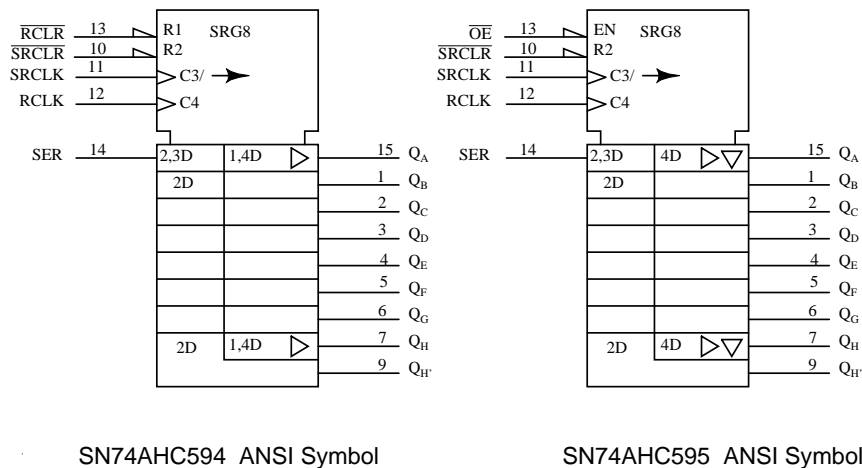 RCLR 13 R1 SRG8
SRCLR 10 R2
SRCLK 11 C3/
RCLK 12 C4
SER 14 2,3D 1,4D 15 QA
2D 1 QB
2 QC
3 QD
4 QE
5 QF
6 QG
2D 1,4D 7 QH
9 QH'
SN74AHC594 ANSI Symbol
OE 13 EN SRG8
SRCLR 10 R2
SRCLK 11 C3/
RCLK 12 C4
SER 14 2,3D 4D 15 QA
2D 1 QB
2 QC
3 QD
4 QE
5 QF
6 QG
2D 4D 7 QH
9 QH'
SN74AHC595 ANSI Symbol